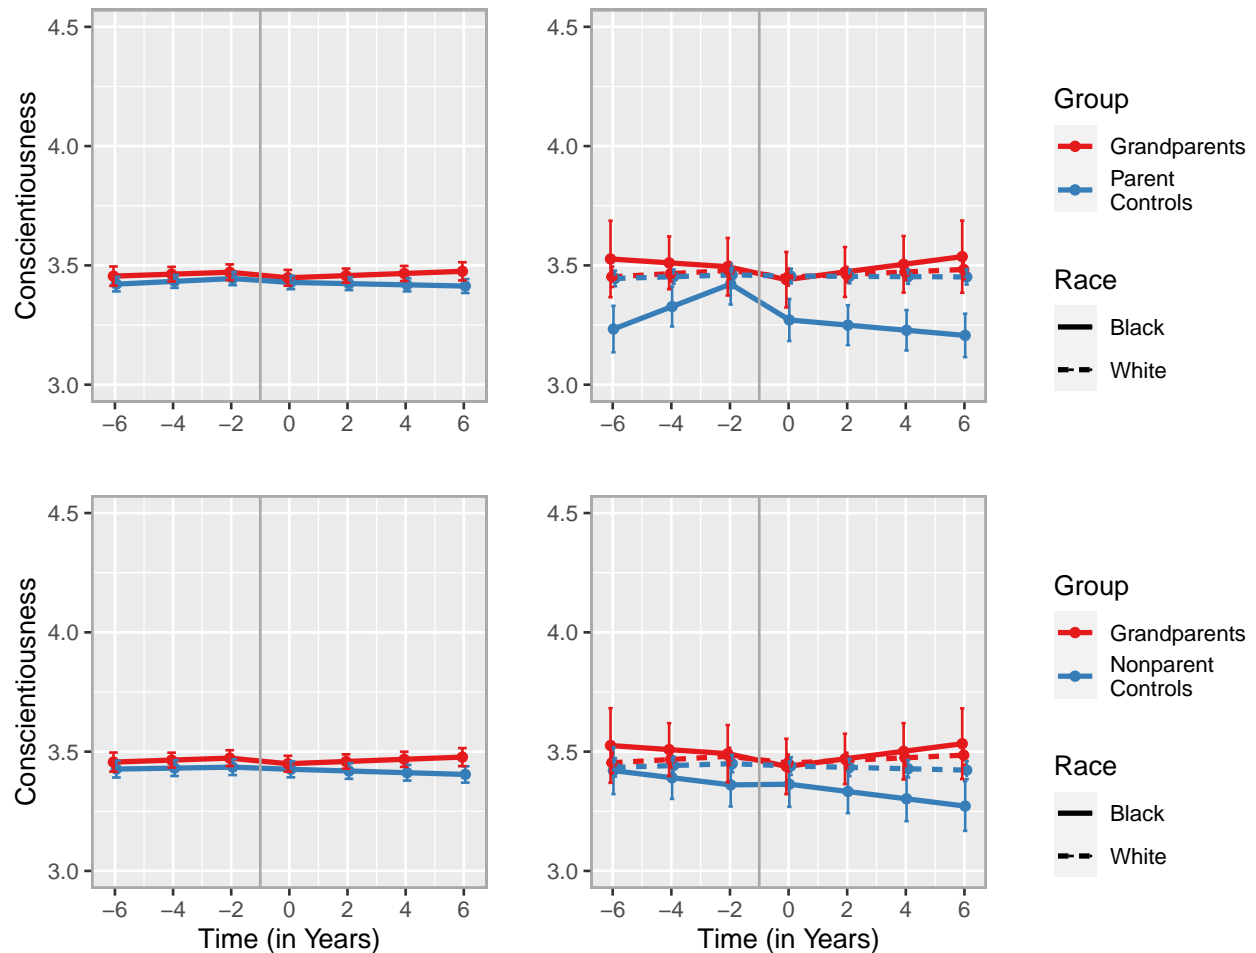 Conscientiousness
4.5
4.0
3.5
3.0
−6 −4 −2 0 2 4 6
4.5
4.0
3.5
3.0
−6 −4 −2 0 2 4 6
Group
Grandparents
Parent
Controls
Race
Black
White
Conscientiousness
4.5
4.0
3.5
3.0
−6 −4 −2 0 2 4 6
Time (in Years)
4.5
4.0
3.5
3.0
−6 −4 −2 0 2 4 6
Time (in Years)
Group
Grandparents
Nonparent
Controls
Race
Black
White